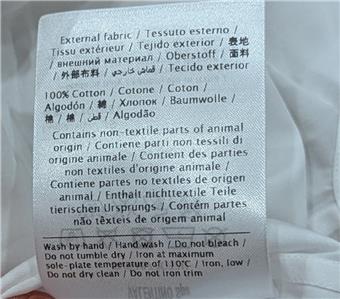 External fabric / Tessuto esterno /
Tissu extérieur / Tejido exterior / 表地
/ внешний материал / Oberstoff / 面料
/ 外部布料 / قماش خارجي / Tecido exterior
100% Cotton / Cotone / Coton /
Algodón / 綿 / Хлопок / Baumwolle /
棉 / 棉 / قطن / Algodão
Contains non-textile parts of animal
origin / Contiene parti non tessili di
origine animale / Contient des parties
non textiles d'origine animale /
Contiene partes no textiles de origen
animal / Enthält nichttextile Teile
tierischen Ursprungs / Contém partes
não têxteis de origem animal
Wash by hand / Hand wash / Do not bleach /
Do not tumble dry / Iron at maximum
sole-plate temperature of 110°C / Iron, low /
Do not dry clean / Do not iron trim